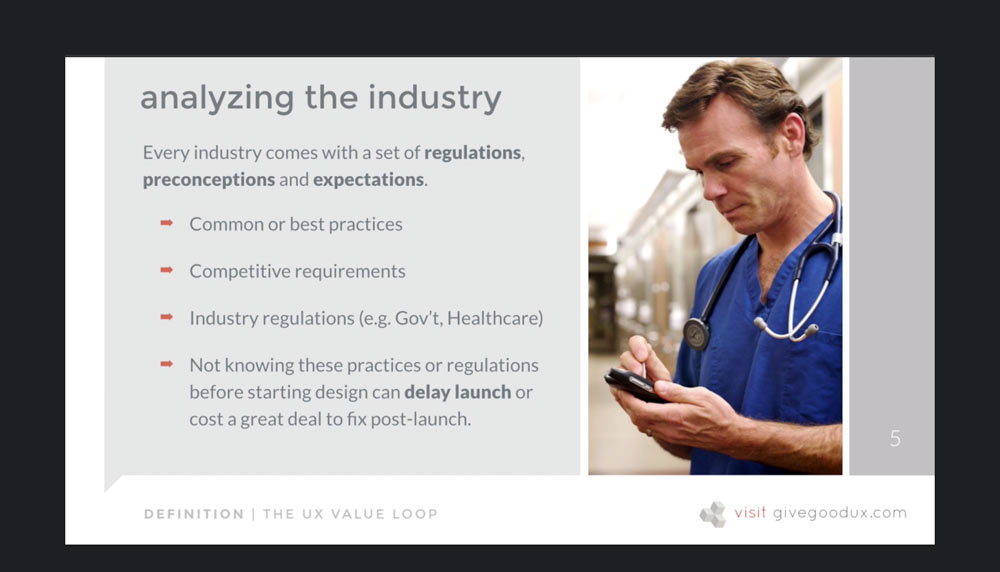 analyzing the industry
Every industry comes with a set of regulations,
preconceptions and expectations.
Common or best practices
Competitive requirements
Industry regulations (e.g. Gov't, Healthcare)
Not knowing these practices or regulations
before starting design can delay launch or
cost a great deal to fix post-launch.
5
DEFINITION | THE UX VALUE LOOP
visit givegoodux.com